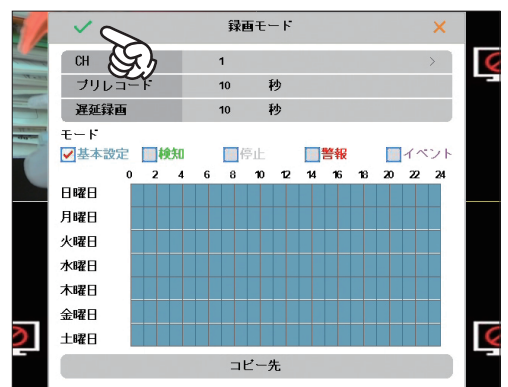 録画モード
CH 1
プリレコード 10 秒
遅延録画 10 秒
モード
基本設定 検知 停止 警報 イベント
0 2 4 6 8 10 12 14 16 18 20 22 24
日曜日
月曜日
火曜日
水曜日
木曜日
金曜日
土曜日
コピー先